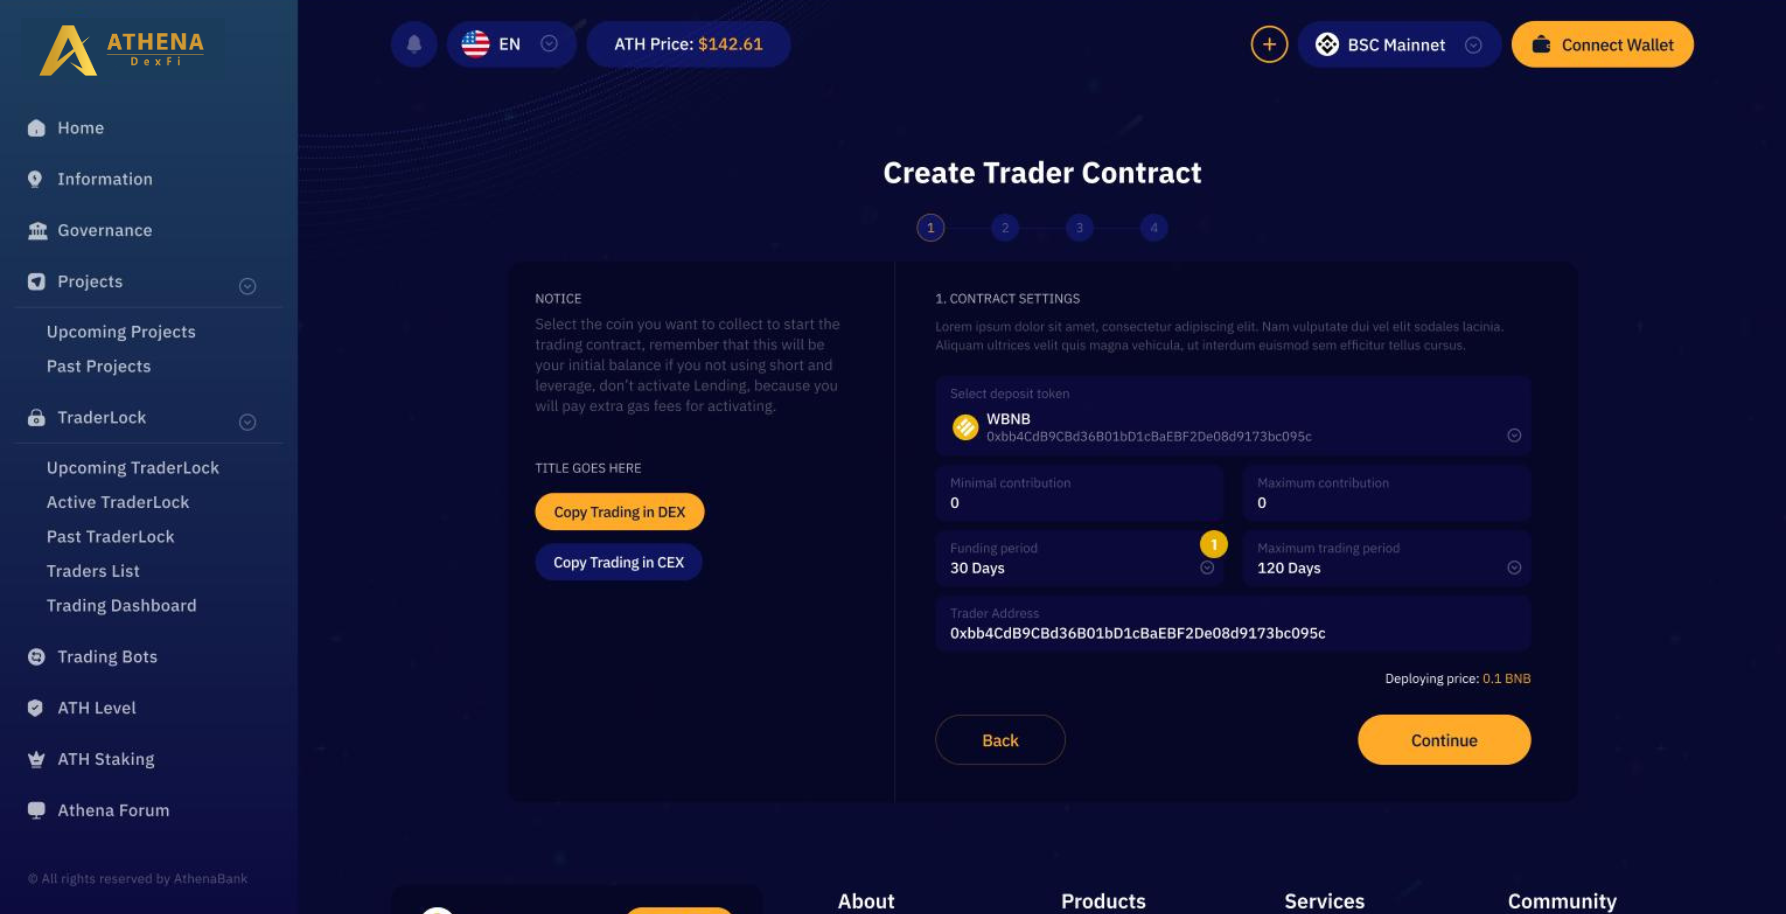 ATHENA
DexFi
Home
Information
Governance
Projects
Upcoming Projects
Past Projects
TraderLock
Upcoming TraderLock
Active TraderLock
Past TraderLock
Traders List
Trading Dashboard
Trading Bots
ATH Level
ATH Staking
Athena Forum
© All rights reserved by AthenaBank
EN
ATH Price: $142.61
BSC Mainnet
Connect Wallet
Create Trader Contract
1 2 3 4
NOTICE
Select the coin you want to collect to start the
trading contract, remember that this will be
your initial balance if you not using short and
leverage, don't activate Lending, because you
will pay extra gas fees for activating.
TITLE GOES HERE
Copy Trading in DEX
Copy Trading in CEX
1. CONTRACT SETTINGS
Lorem ipsum dolor sit amet, consectetur adipiscing elit. Nam vulputate dui vel elit sodales lacinia.
Aliquam ultrices velit quis magna vehicula, ut interdum euismod sem efficitur tellus cursus.
Select deposit token
WBNB
0xbb4CdB9CBd36B01bD1cBaEBF2De08d9173bc095c
Minimal contribution
0
Maximum contribution
0
Funding period
30 Days
1
Maximum trading period
120 Days
Trader Address
0xbb4CdB9CBd36B01bD1cBaEBF2De08d9173bc095c
Deploying price: 0.1 BNB
Back
Continue
About
Products
Services
Community